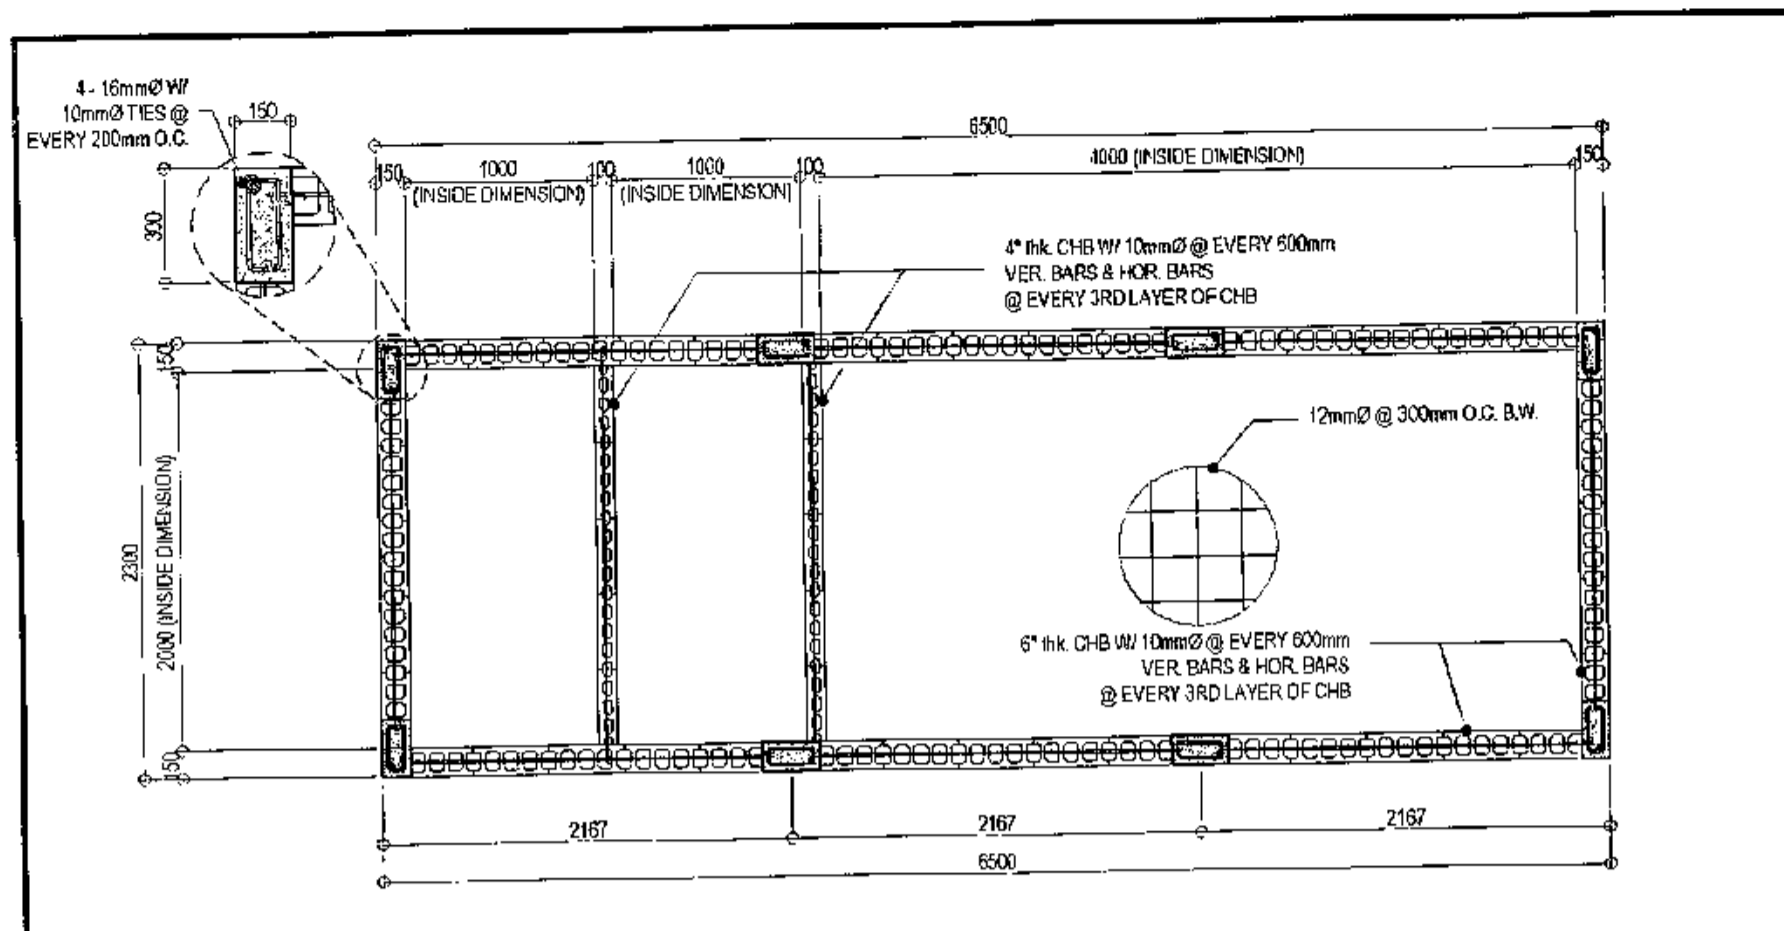 4 - 16mmØ W/
10mmØ TIES @
EVERY 200mm O.C.
150
300
6500
150
1000
(INSIDE DIMENSION)
100
1000
(INSIDE DIMENSION)
100
4000 (INSIDE DIMENSION)
150
4" thk. CHB W/ 10mmØ @ EVERY 600mm
VER. BARS & HOR. BARS
@ EVERY 3RD LAYER OF CHB
150
2300
2000 (INSIDE DIMENSION)
150
12mmØ @ 300mm O.C. B.W.
6" thk. CHB W/ 10mmØ @ EVERY 600mm
VER. BARS & HOR. BARS
@ EVERY 3RD LAYER OF CHB
2167
2167
2167
6500